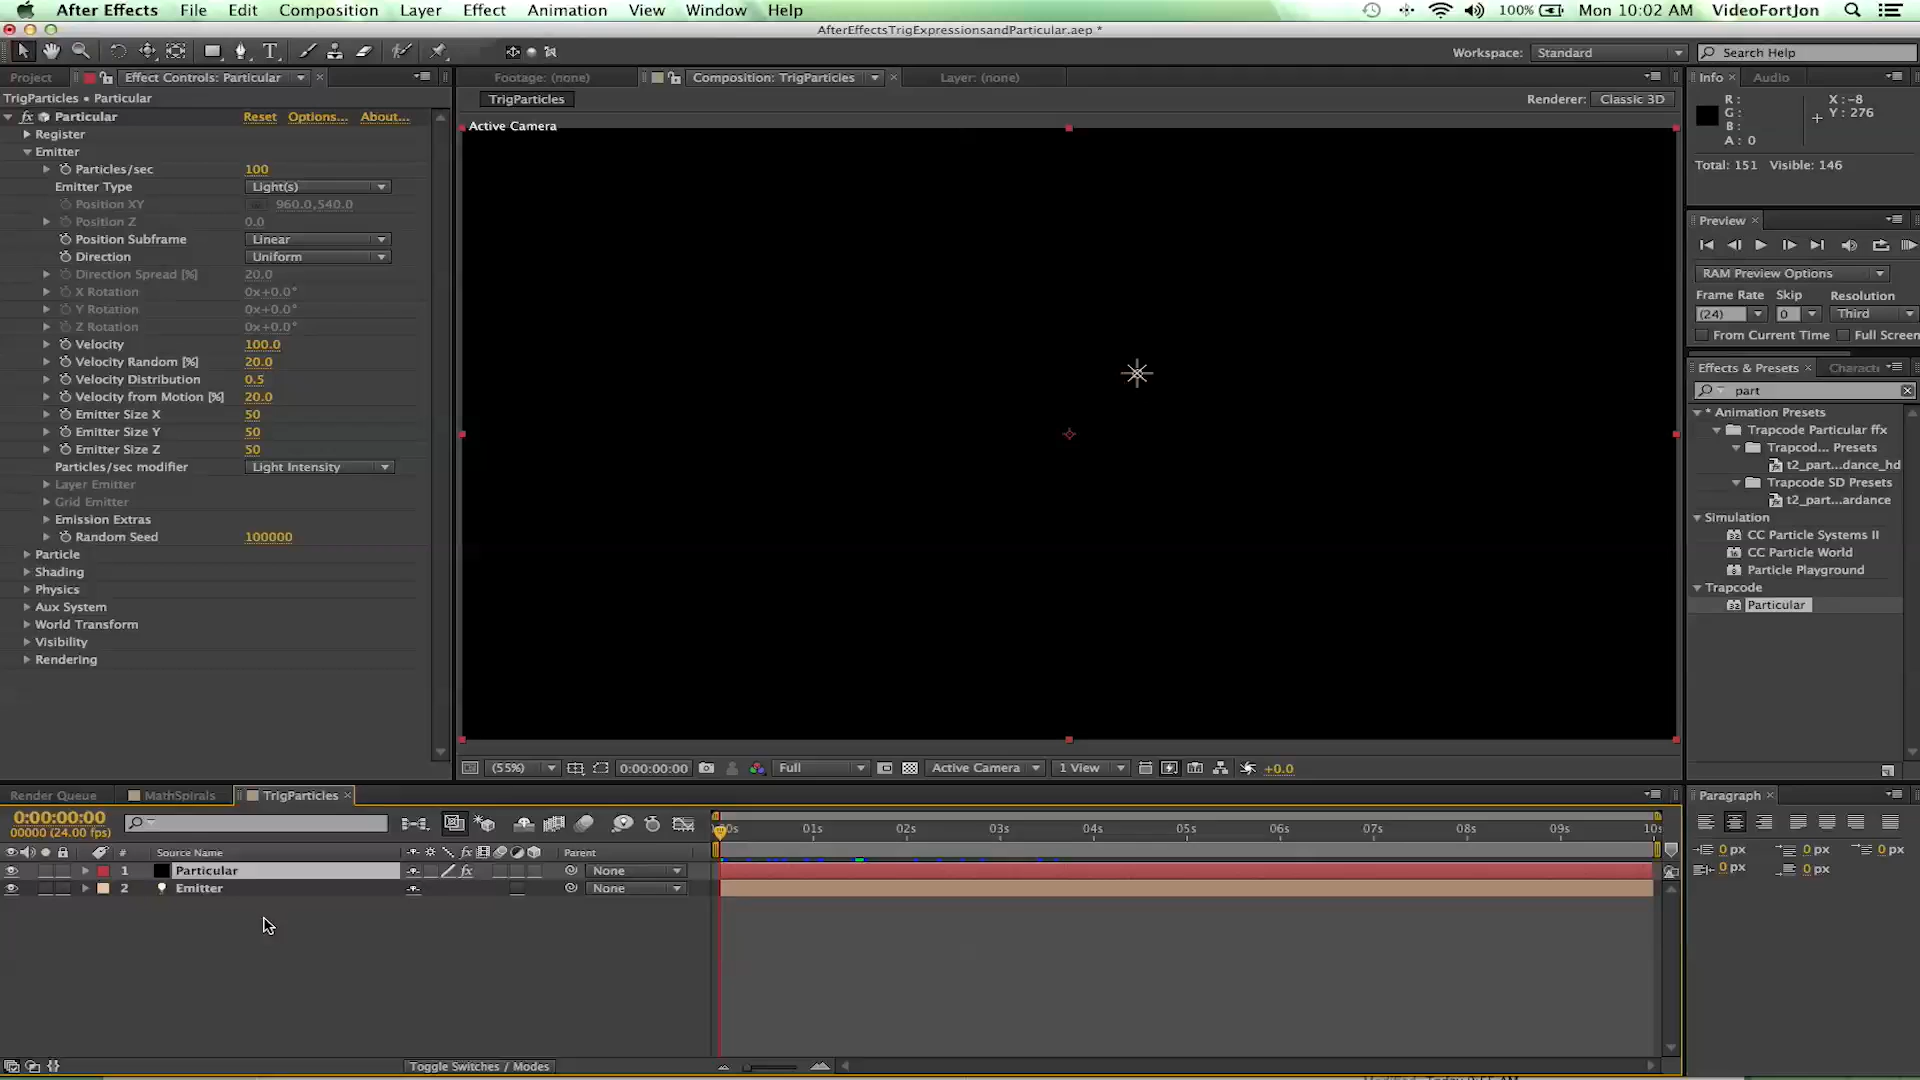 After Effects File Edit Composition Layer Effect Animation View Window Help 100% Mon 10:02 AM VideoFortJon
AfterEffectsTrigExpressionsandParticular.aep *
Workspace: Standard Search Help
Project Effect Controls: Particular Footage: (none) Composition: TrigParticles Layer: (none) Info Audio
TrigParticles • Particular TrigParticles Renderer: Classic 3D
fx Particular Reset Options... About...
Register
Emitter
Particles/sec 100
Emitter Type Light(s)
Position XY 960.0,540.0
Position Z 0.0
Position Subframe Linear
Direction Uniform
Direction Spread [%] 20.0
X Rotation 0x+0.0°
Y Rotation 0x+0.0°
Z Rotation 0x+0.0°
Velocity 100.0
Velocity Random [%] 20.0
Velocity Distribution 0.5
Velocity from Motion [%] 20.0
Emitter Size X 50
Emitter Size Y 50
Emitter Size Z 50
Particles/sec modifier Light Intensity
Layer Emitter
Grid Emitter
Emission Extras
Random Seed 100000
Particle
Shading
Physics
Aux System
World Transform
Visibility
Rendering
Active Camera
(55%) 0:00:00:00 Full Active Camera 1 View +0.0
R: X: -8
G: Y: 276
B:
A: 0
Total: 151 Visible: 146
Preview
RAM Preview Options
Frame Rate Skip Resolution
(24) 0 Third
From Current Time Full Screen
Effects & Presets Characti
part
* Animation Presets
Trapcode Particular ffx
Trapcod... Presets
t2_part...dance_hd
Trapcode SD Presets
t2_part...ardance
Simulation
CC Particle Systems II
CC Particle World
Particle Playground
Trapcode
Particular
Render Queue MathSpirals TrigParticles Paragraph
0:00:00:00
00000 (24.00 fps)
01s 02s 03s 04s 05s 06s 07s 08s 09s
# Source Name fx Parent
1 Particular fx None
2 Emitter None
0 px 0 px 0 px
0 px 0 px
Toggle Switches / Modes